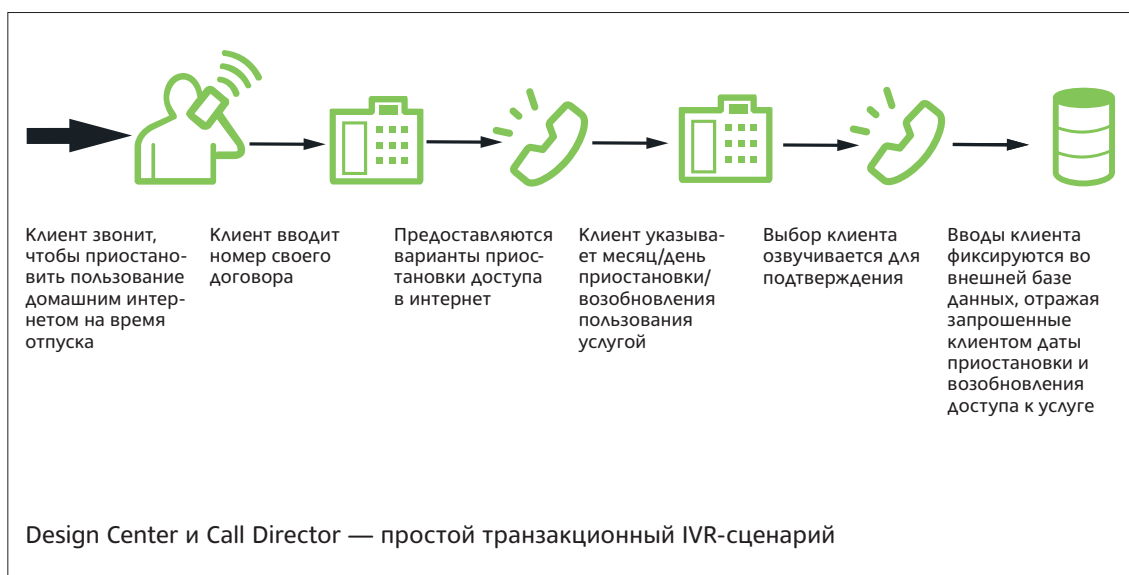 Клиент звонит,
чтобы приостано-
вить пользование
домашним интер-
нетом на время
отпуска
Клиент вводит
номер своего
договора
Предоставляются
варианты приос-
тановки доступа
в интернет
Клиент указыва-
ет месяц/день
приостановки/
возобновления
пользования
услугой
Выбор клиента
озвучивается для
подтверждения
Вводы клиента
фиксируются во
внешней базе
данных, отражая
запрошенные
клиентом даты
приостановки и
возобновления
доступа к услуге
Design Center и Call Director — простой транзакционный IVR-сценарий